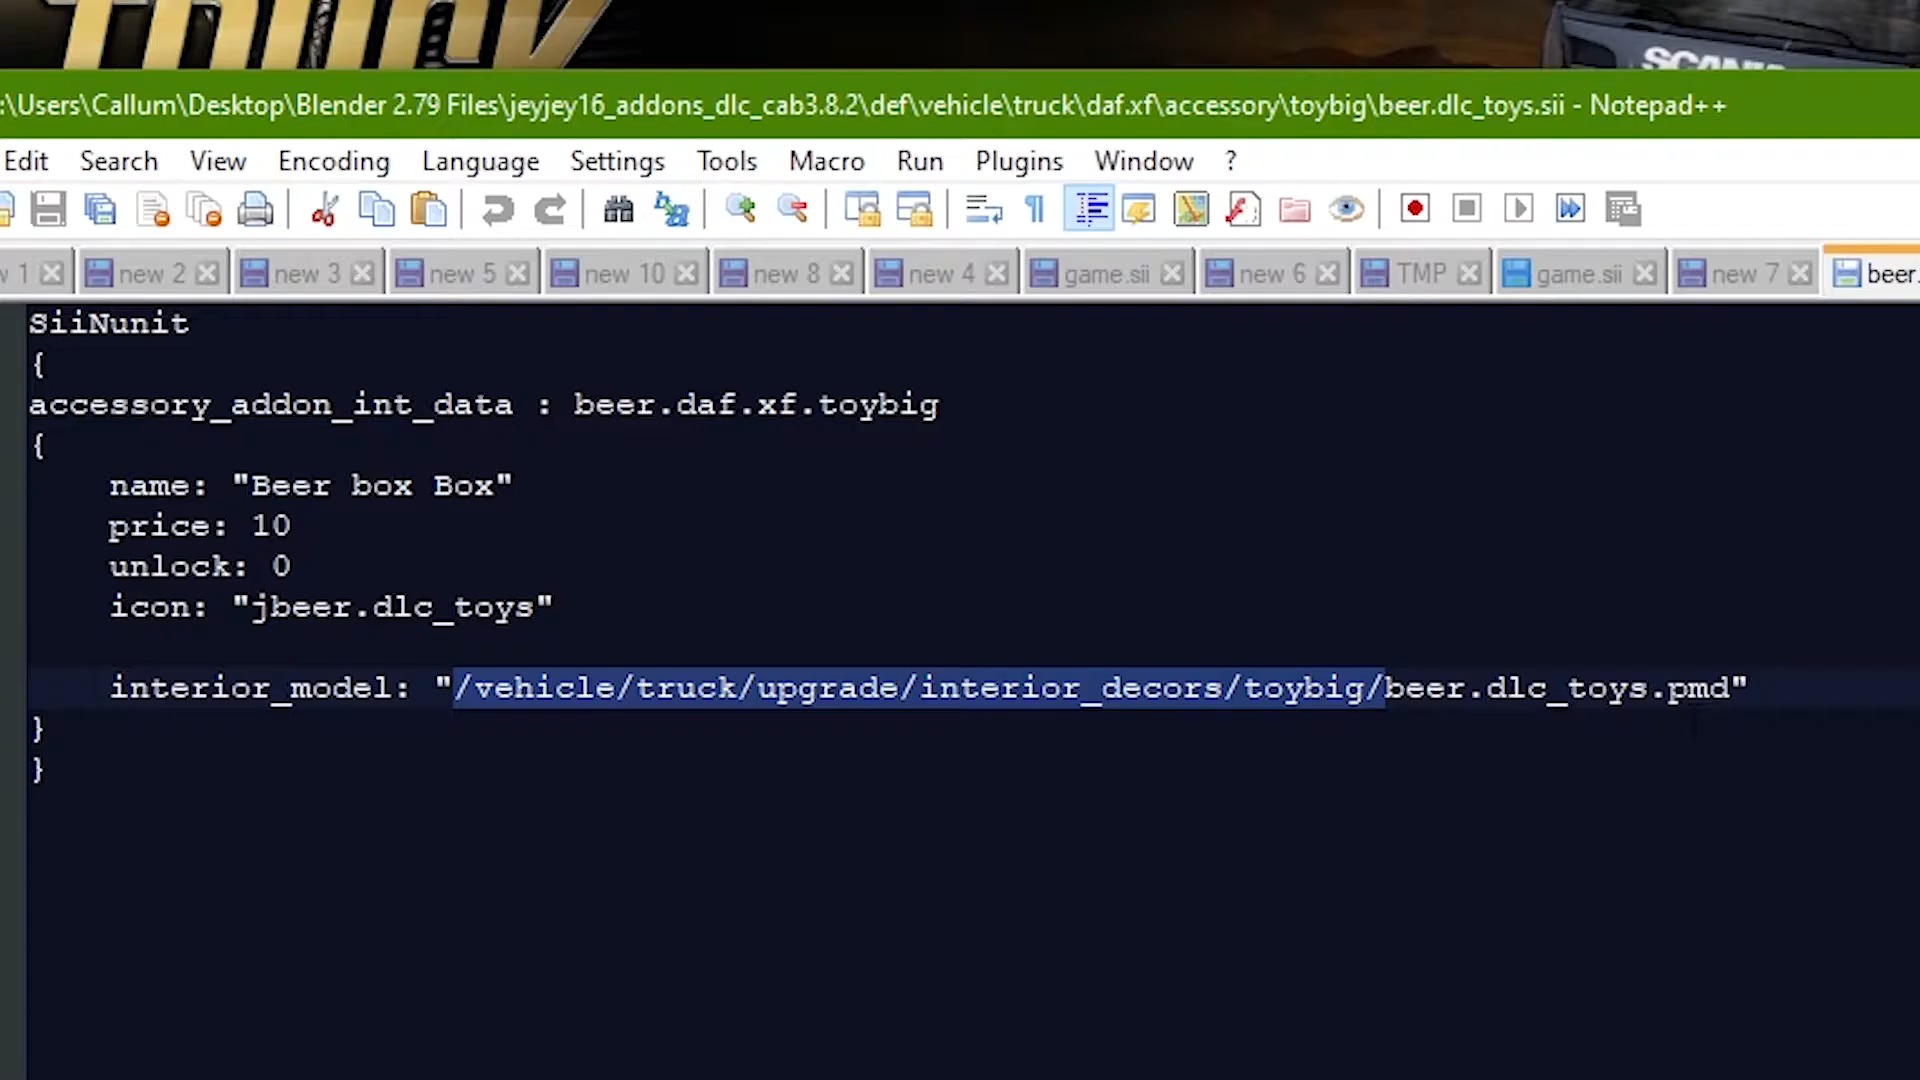 TRUCK
SCANIA
:\Users\Callum\Desktop\Blender 2.79 Files\jeyjey16_addons_dlc_cab3.8.2\def\vehicle\truck\daf.xf\accessory\toybig\beer.dlc_toys.sii - Notepad++
Edit Search View Encoding Language Settings Tools Macro Run Plugins Window ?
w 1 new 2 new 3 new 5 new 10 new 8 new 4 game.sii new 6 TMP game.sii new 7 beer.
SiiNunit
{
accessory_addon_int_data : beer.daf.xf.toybig
{
name: "Beer box Box"
price: 10
unlock: 0
icon: "jbeer.dlc_toys"
interior_model: "/vehicle/truck/upgrade/interior_decors/toybig/beer.dlc_toys.pmd"
}
}